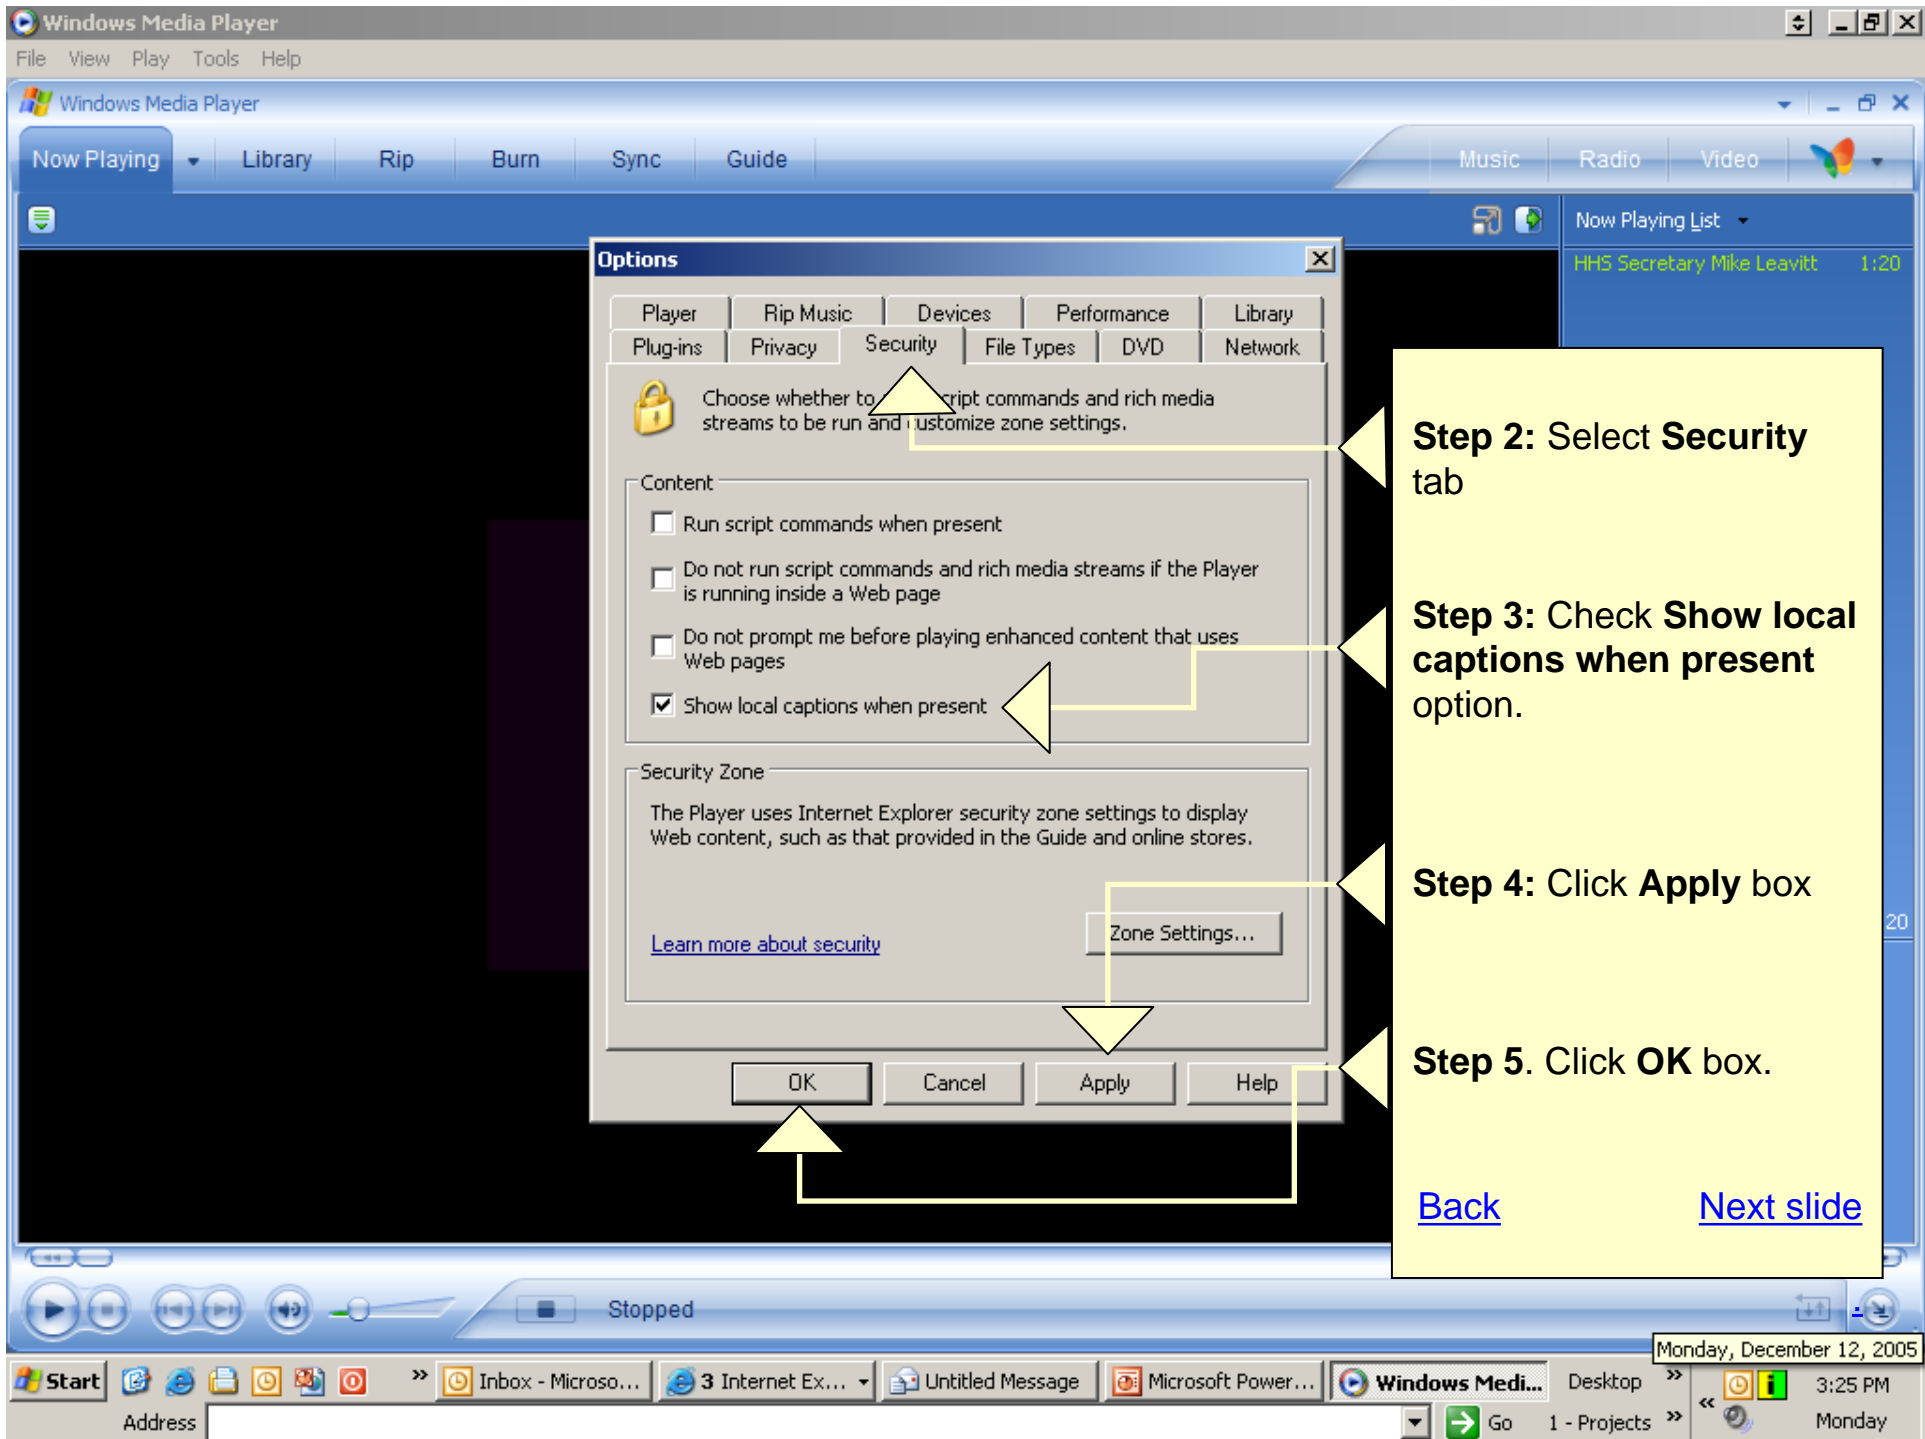 Windows Media Player
File View Play Tools Help
Windows Media Player
Now Playing Library Rip Burn Sync Guide Music Radio Video
Now Playing List
HHS Secretary Mike Leavitt 1:20
Options
Player Rip Music Devices Performance Library
Plug-ins Privacy Security File Types DVD Network
Choose whether to cript commands and rich media
streams to be run and customize zone settings.
Content
Run script commands when present
Do not run script commands and rich media streams if the Player
is running inside a Web page
Do not prompt me before playing enhanced content that uses
Web pages
Show local captions when present
Security Zone
The Player uses Internet Explorer security zone settings to display
Web content, such as that provided in the Guide and online stores.
Learn more about security
Zone Settings...
OK Cancel Apply Help
Step 2: Select Security
tab
Step 3: Check Show local
captions when present
option.
Step 4: Click Apply box
20
Step 5. Click OK box.
Back Next slide
Stopped
.
Monday, December 12, 2005
Start » Inbox - Microso... 3 Internet Ex... Untitled Message Microsoft Power... Windows Medi... Desktop » « 3:25 PM
Address Go 1 - Projects » Monday